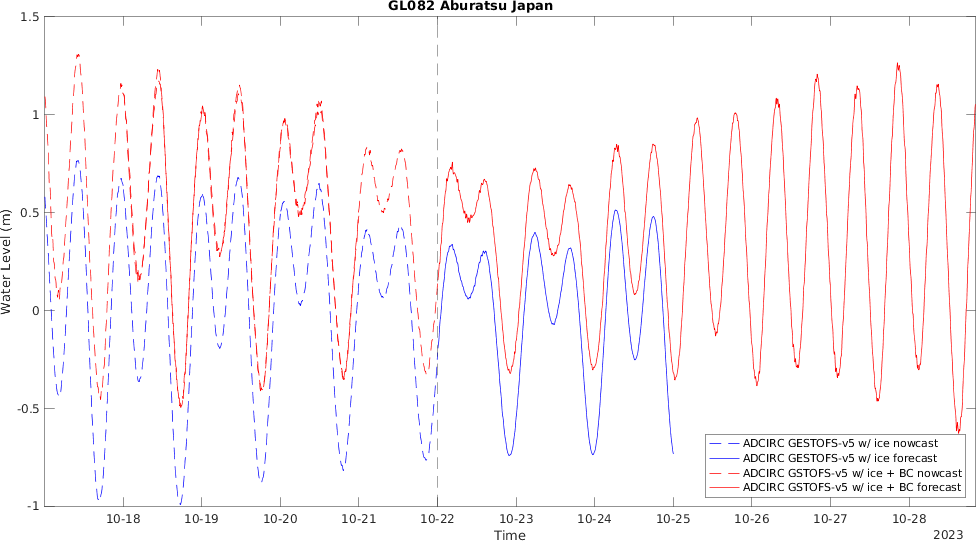 GL082 Aburatsu Japan
1.5
1
0.5
0
-0.5
-1
Water Level (m)
10-18 10-19 10-20 10-21 10-22 10-23 10-24 10-25 10-26 10-27 10-28
Time
2023
ADCIRC GESTOFS-v5 w/ ice nowcast
ADCIRC GESTOFS-v5 w/ ice forecast
ADCIRC GSTOFS-v5 w/ ice + BC nowcast
ADCIRC GSTOFS-v5 w/ ice + BC forecast